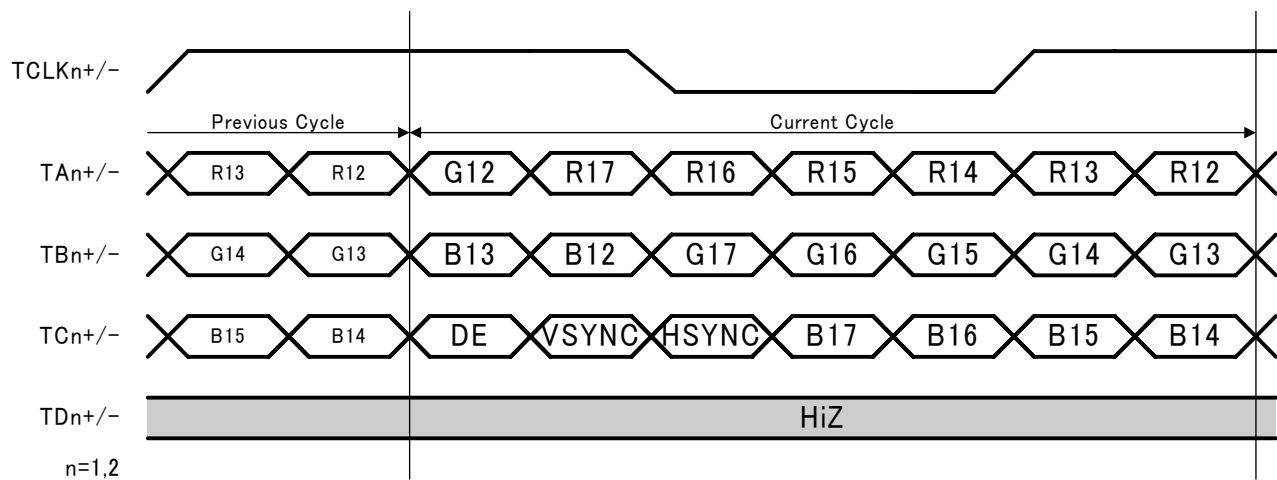 TCLKn+/-
Previous Cycle Current Cycle
TAn+/- R13 R12 G12 R17 R16 R15 R14 R13 R12
TBn+/- G14 G13 B13 B12 G17 G16 G15 G14 G13
TCn+/- B15 B14 DE VSYNC HSYNC B17 B16 B15 B14
TDn+/- HiZ
n=1,2